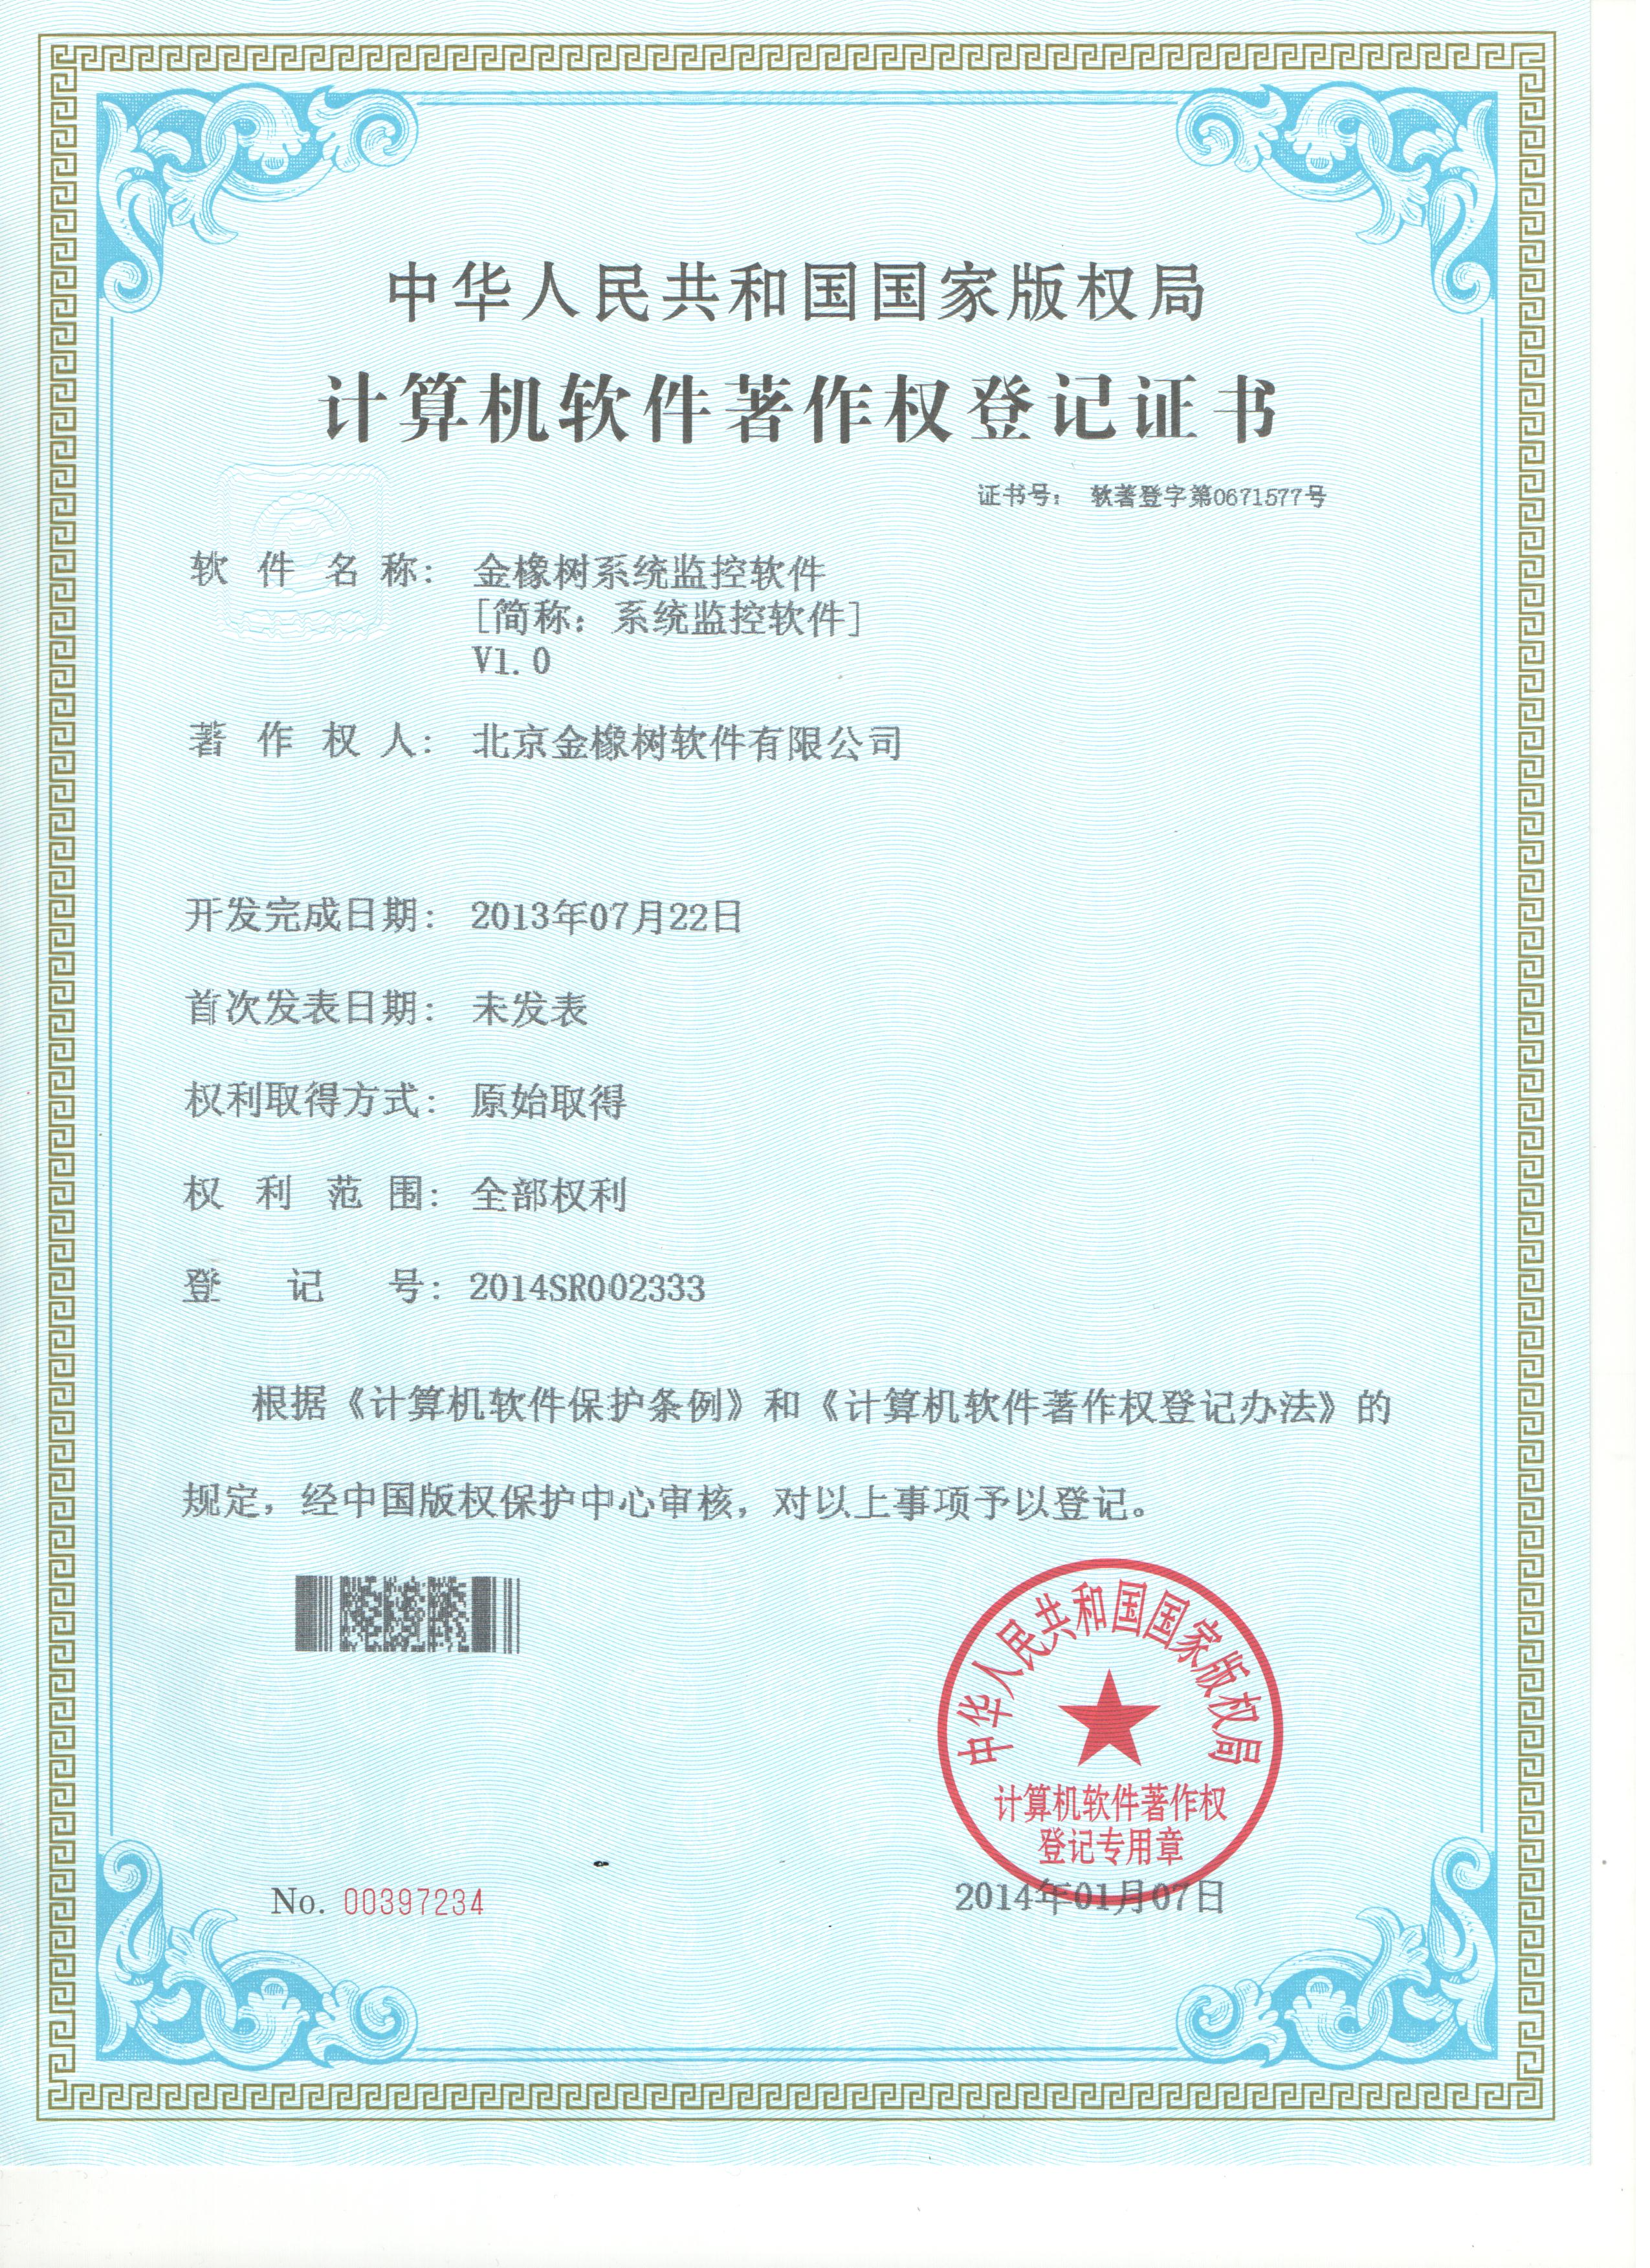 中华人民共和国国家版权局
计算机软件著作权登记证书
证书号： 软著登字第0671577号
软件名称： 金橡树系统监控软件
[简称：系统监控软件]
V1.0
著作权人： 北京金橡树软件有限公司
开发完成日期： 2013年07月22日
首次发表日期： 未发表
权利取得方式： 原始取得
权利范围： 全部权利
登记号： 2014SR002333
根据《计算机软件保护条例》和《计算机软件著作权登记办法》的
规定，经中国版权保护中心审核，对以上事项予以登记。
中华人民共和国国家版权局
计算机软件著作权
登记专用章
No. 00397234
2014年01月07日